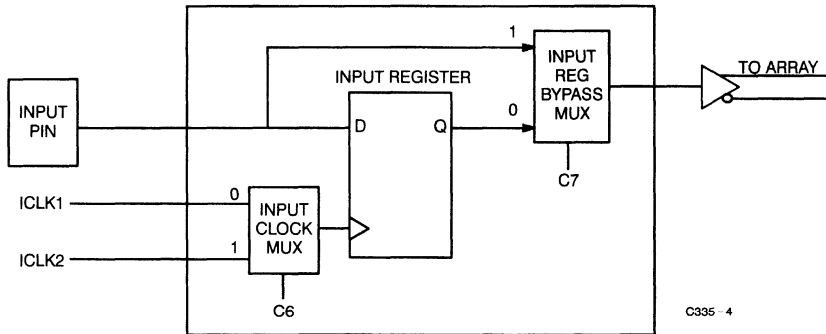 1
INPUT
REG
BYPASS
MUX
TO ARRAY
INPUT REGISTER
INPUT
PIN
D
Q
0
C7
ICLK1
0
INPUT
CLOCK
MUX
ICLK2
1
C6
C335-4